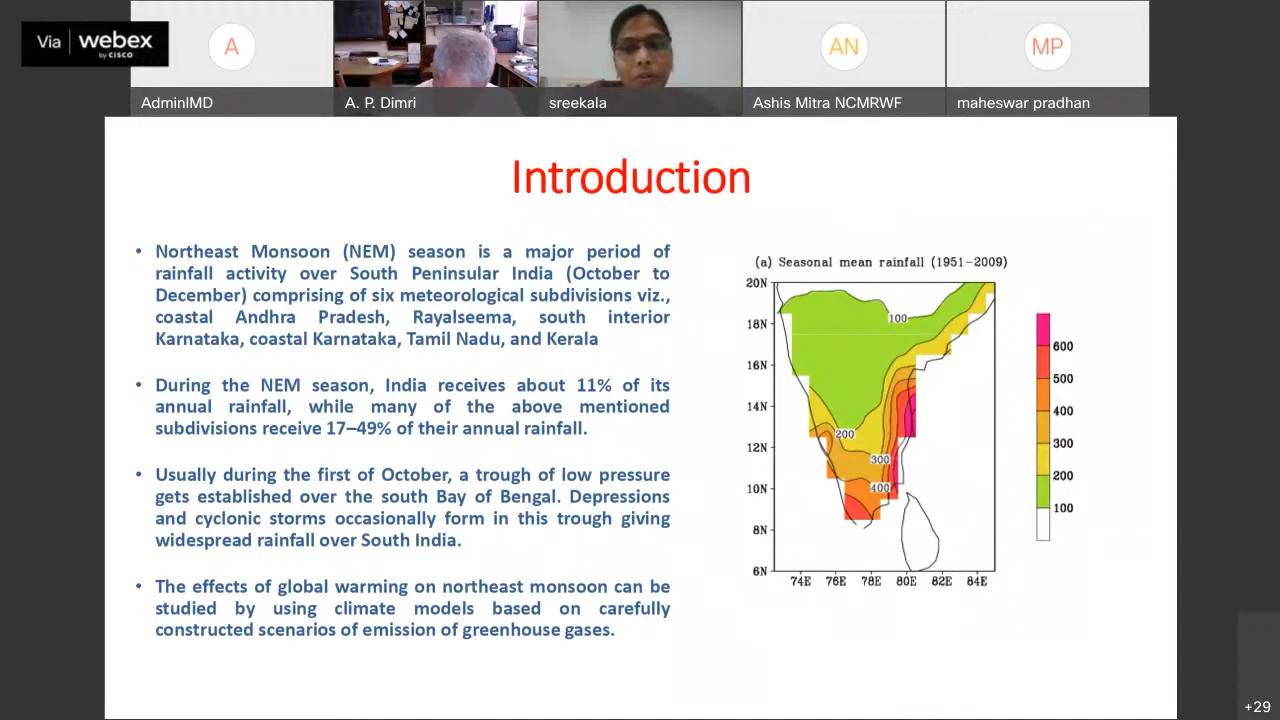 Via webex
by CISCO
A
AN
MP
AdminIMD
A. P. Dimri
sreekala
Ashis Mitra NCMRWF
maheswar pradhan
Introduction
• Northeast Monsoon (NEM) season is a major period of
rainfall activity over South Peninsular India (October to
December) comprising of six meteorological subdivisions viz.,
coastal Andhra Pradesh, Rayalseema, south interior
Karnataka, coastal Karnataka, Tamil Nadu, and Kerala
• During the NEM season, India receives about 11% of its
annual rainfall, while many of the above mentioned
subdivisions receive 17–49% of their annual rainfall.
• Usually during the first of October, a trough of low pressure
gets established over the south Bay of Bengal. Depressions
and cyclonic storms occasionally form in this trough giving
widespread rainfall over South India.
• The effects of global warming on northeast monsoon can be
studied by using climate models based on carefully
constructed scenarios of emission of greenhouse gases.
(a) Seasonal mean rainfall (1951-2009)
20N
18N
16N
14N
12N
10N
8N
6N
74E 76E 78E 80E 82E 84E
100
200
300
400
600
500
400
300
200
100
+29